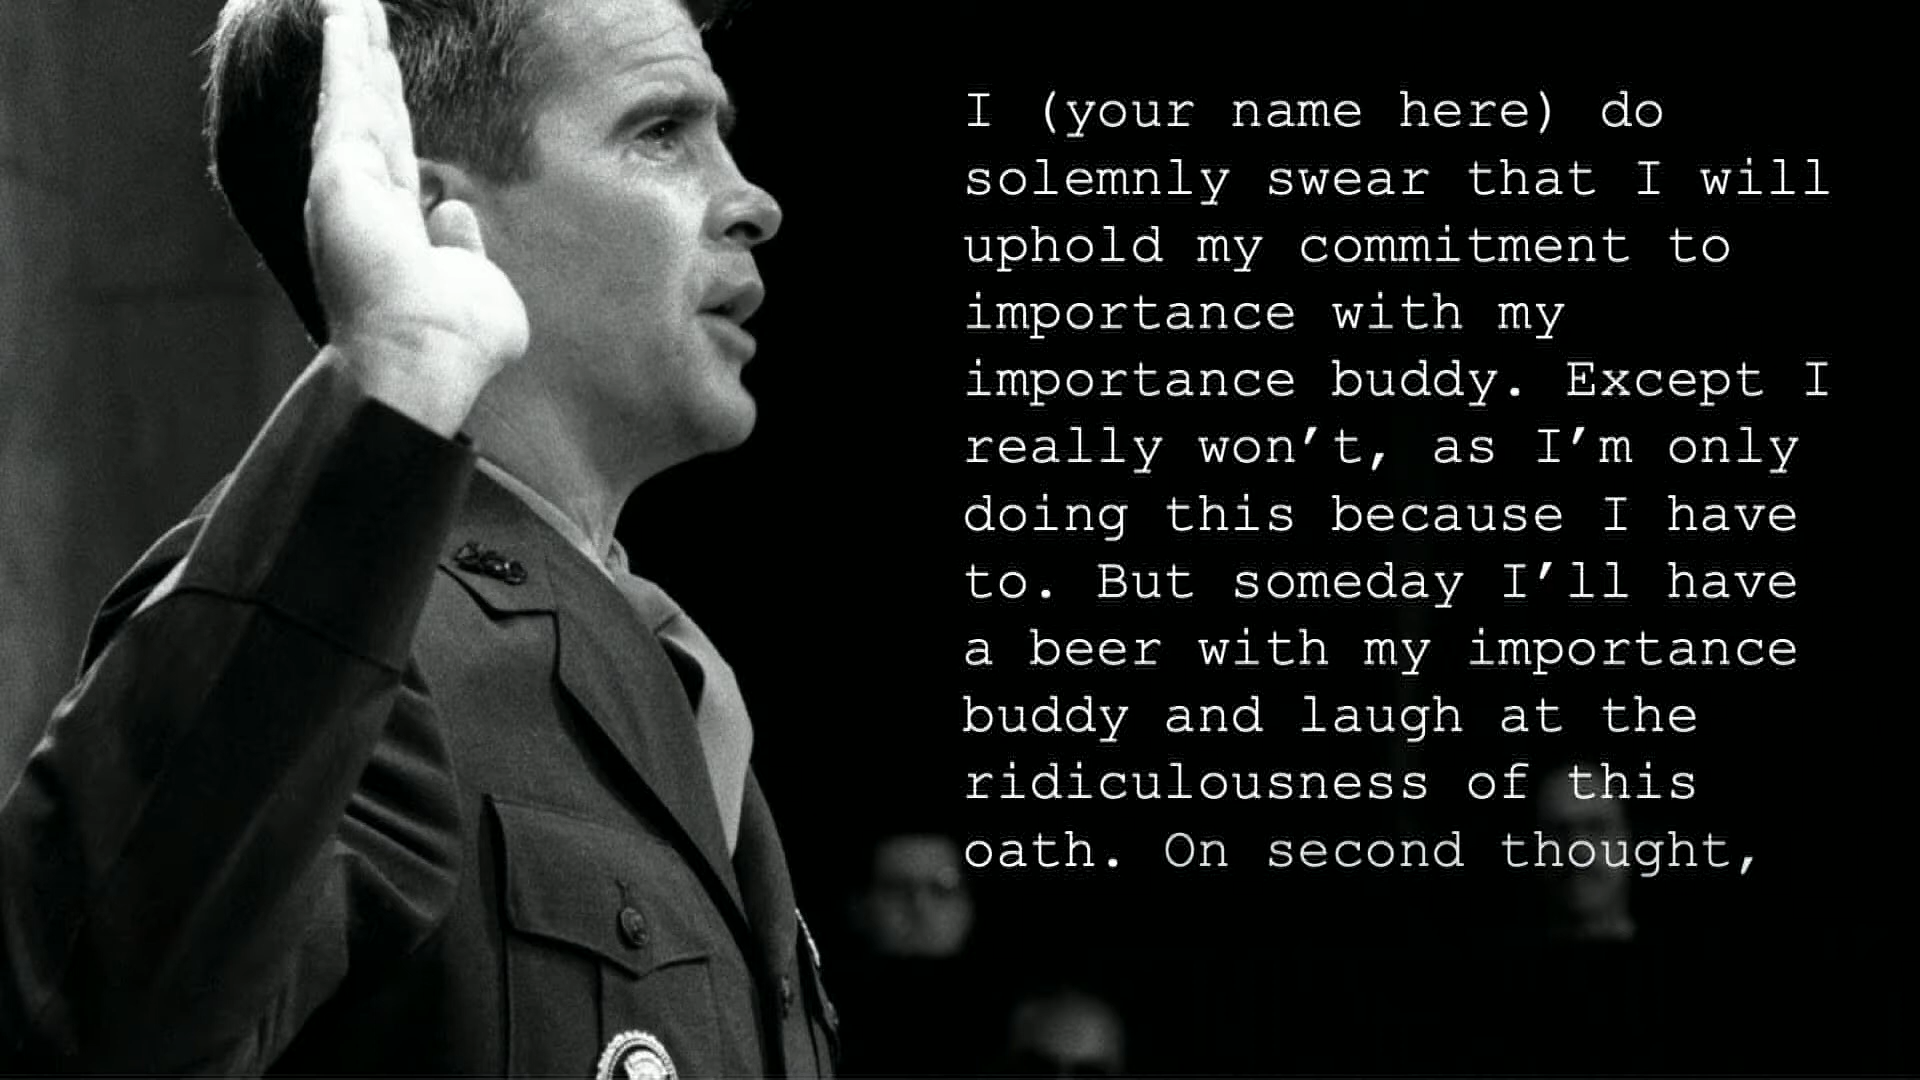 I (your name here) do
solemnly swear that I will
uphold my commitment to
importance with my
importance buddy. Except I
really won’t, as I’m only
doing this because I have
to. But someday I’ll have
a beer with my importance
buddy and laugh at the
ridiculousness of this
oath. On second thought,